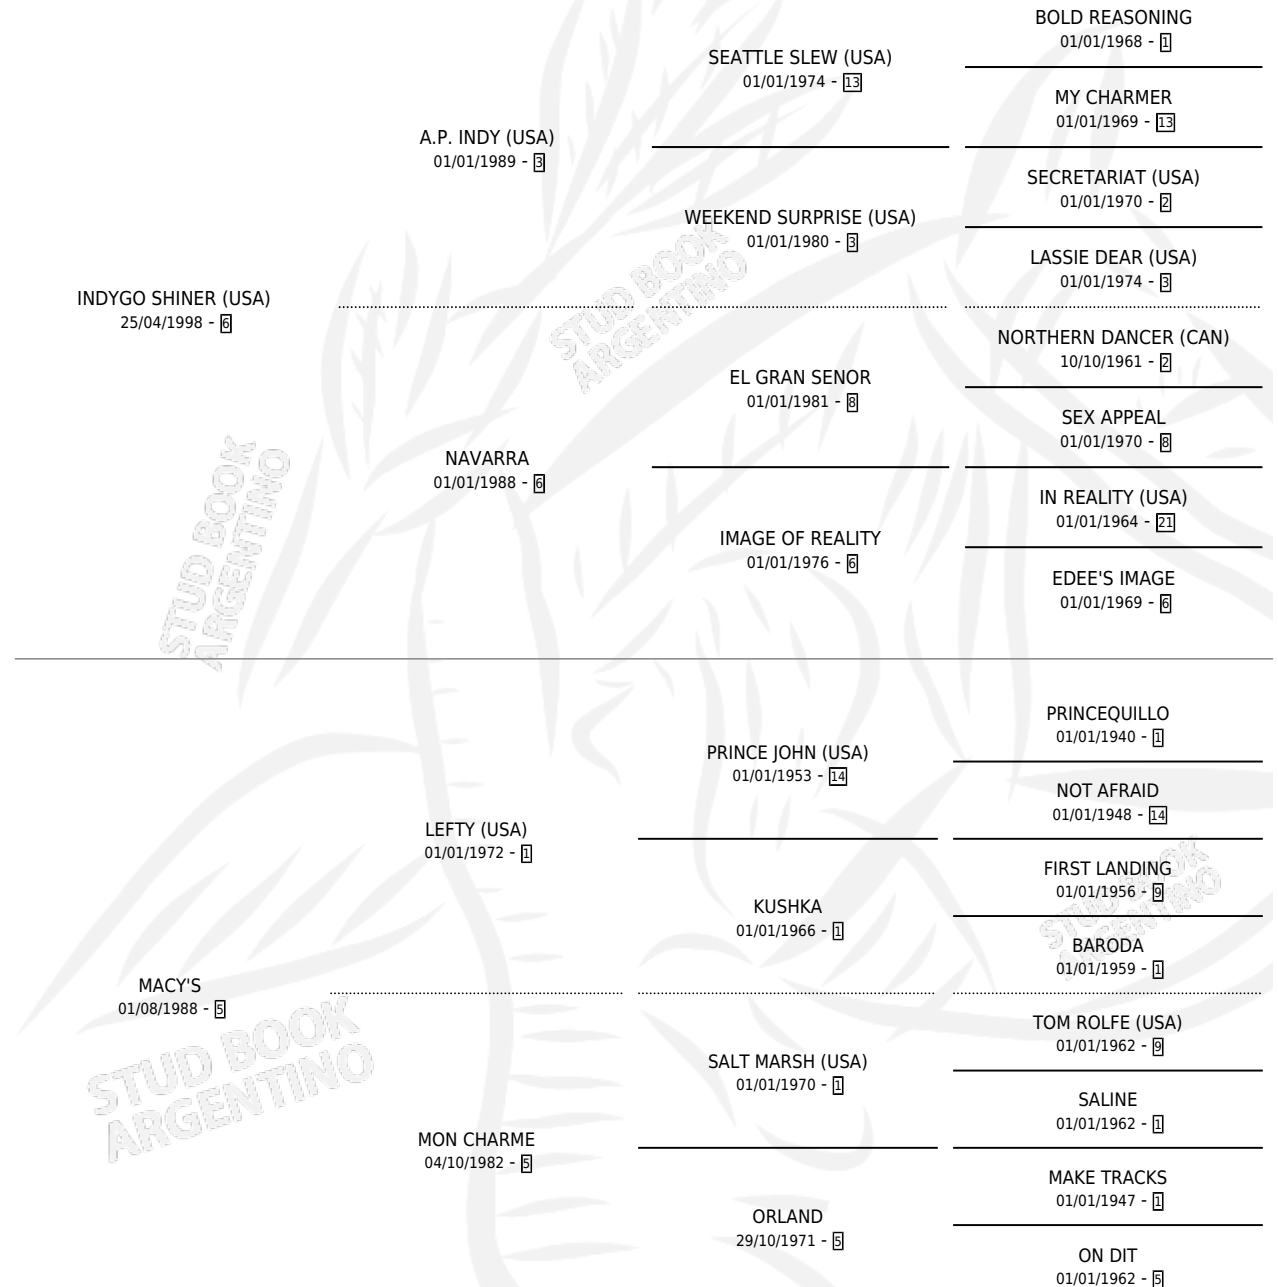 BOLD REASONING
01/01/1968 - 1
SEATTLE SLEW (USA)
01/01/1974 - 13
MY CHARMER
01/01/1969 - 13
A.P. INDY (USA)
01/01/1989 - 3
SECRETARIAT (USA)
01/01/1970 - 2
WEEKEND SURPRISE (USA)
01/01/1980 - 3
LASSIE DEAR (USA)
01/01/1974 - 3
INDYGO SHINER (USA)
25/04/1998 - 6
NORTHERN DANCER (CAN)
10/10/1961 - 2
EL GRAN SENOR
01/01/1981 - 8
SEX APPEAL
01/01/1970 - 8
NAVARRA
01/01/1988 - 6
IN REALITY (USA)
01/01/1964 - 21
IMAGE OF REALITY
01/01/1976 - 6
EDEE'S IMAGE
01/01/1969 - 6
PRINCEQUILLO
01/01/1940 - 1
PRINCE JOHN (USA)
01/01/1953 - 14
NOT AFRAID
01/01/1948 - 14
LEFTY (USA)
01/01/1972 - 1
FIRST LANDING
01/01/1956 - 9
KUSHKA
01/01/1966 - 1
BARODA
01/01/1959 - 1
MACY'S
01/08/1988 - 5
TOM ROLFE (USA)
01/01/1962 - 9
SALT MARSH (USA)
01/01/1970 - 1
SALINE
01/01/1962 - 1
MON CHARME
04/10/1982 - 5
MAKE TRACKS
01/01/1947 - 1
ORLAND
29/10/1971 - 5
ON DIT
01/01/1962 - 5
STUD BOOK
ARGENTINO
STUD BOOK
ARGENTINO
STUD BOOK
ARGENTINO
STUD BOOK
ARGENTINO